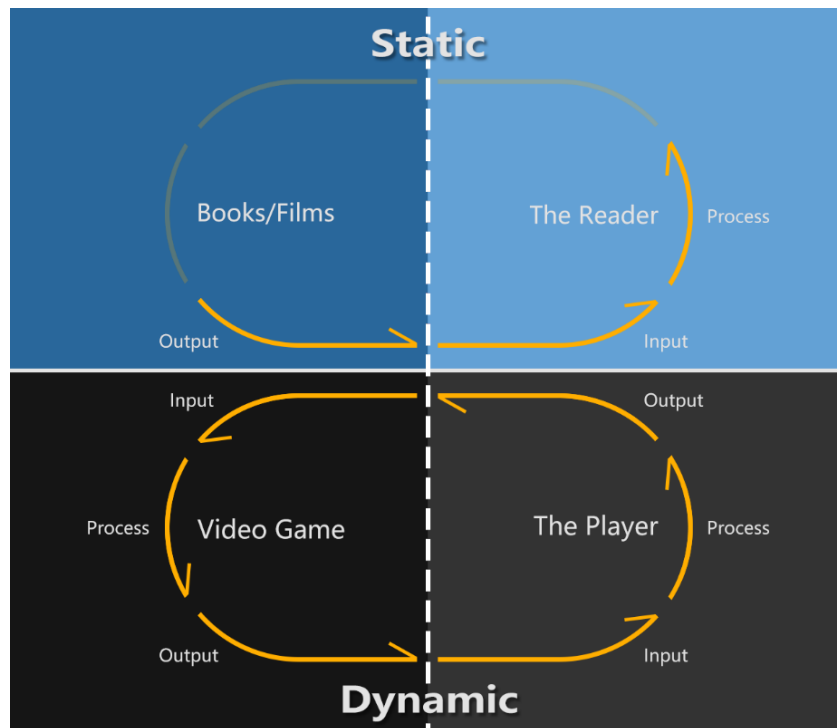 Static
Books/Films
The Reader
Process
Output
Input
Input
Output
Process
Video Game
The Player
Process
Output
Input
Dynamic